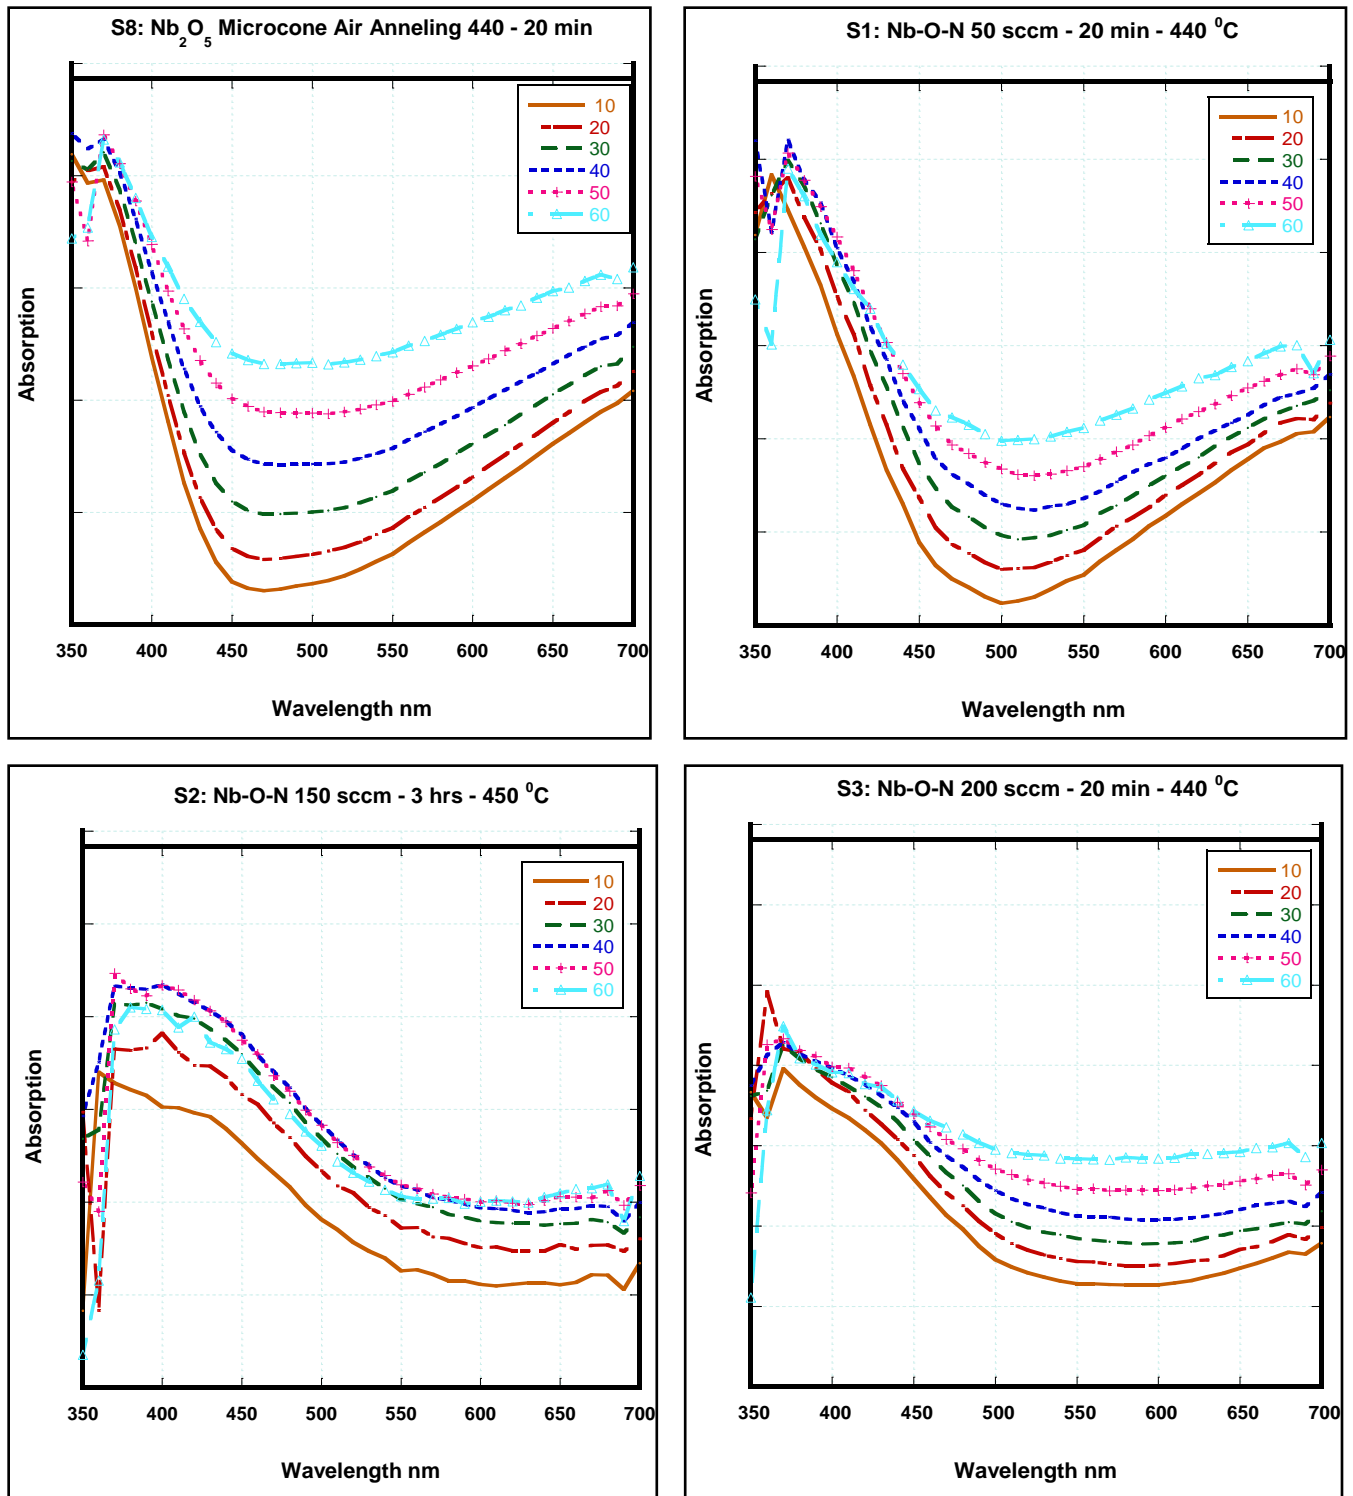 S8: Nb2O5 Microcone Air Anneling 440 - 20 min
10
20
30
40
50
60
Absorption
350 400 450 500 550 600 650 700
Wavelength nm
S1: Nb-O-N 50 sccm - 20 min - 440 0C
10
20
30
40
50
60
Absorption
350 400 450 500 550 600 650 700
Wavelength nm
S2: Nb-O-N 150 sccm - 3 hrs - 450 0C
10
20
30
40
50
60
Absorption
350 400 450 500 550 600 650 700
Wavelength nm
S3: Nb-O-N 200 sccm - 20 min - 440 0C
10
20
30
40
50
60
Absorption
350 400 450 500 550 600 650 700
Wavelength nm